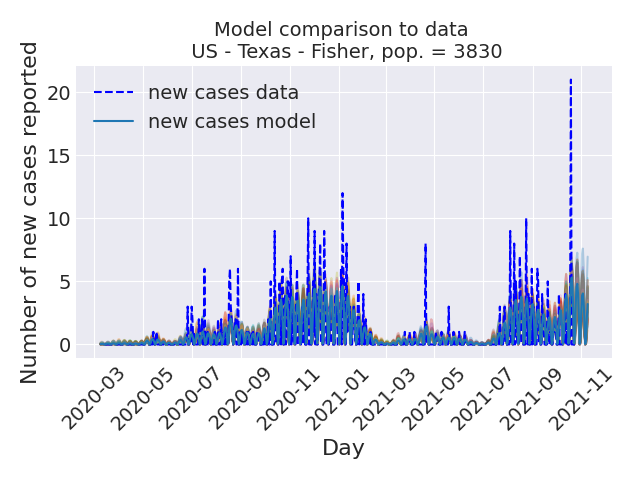 Model comparison to data
US - Texas - Fisher, pop. = 3830
Number of new cases reported
new cases data
new cases model
20
15
10
5
0
2020-03
2020-05
2020-07
2020-09
2020-11
2021-01
2021-03
2021-05
2021-07
2021-09
2021-11
Day